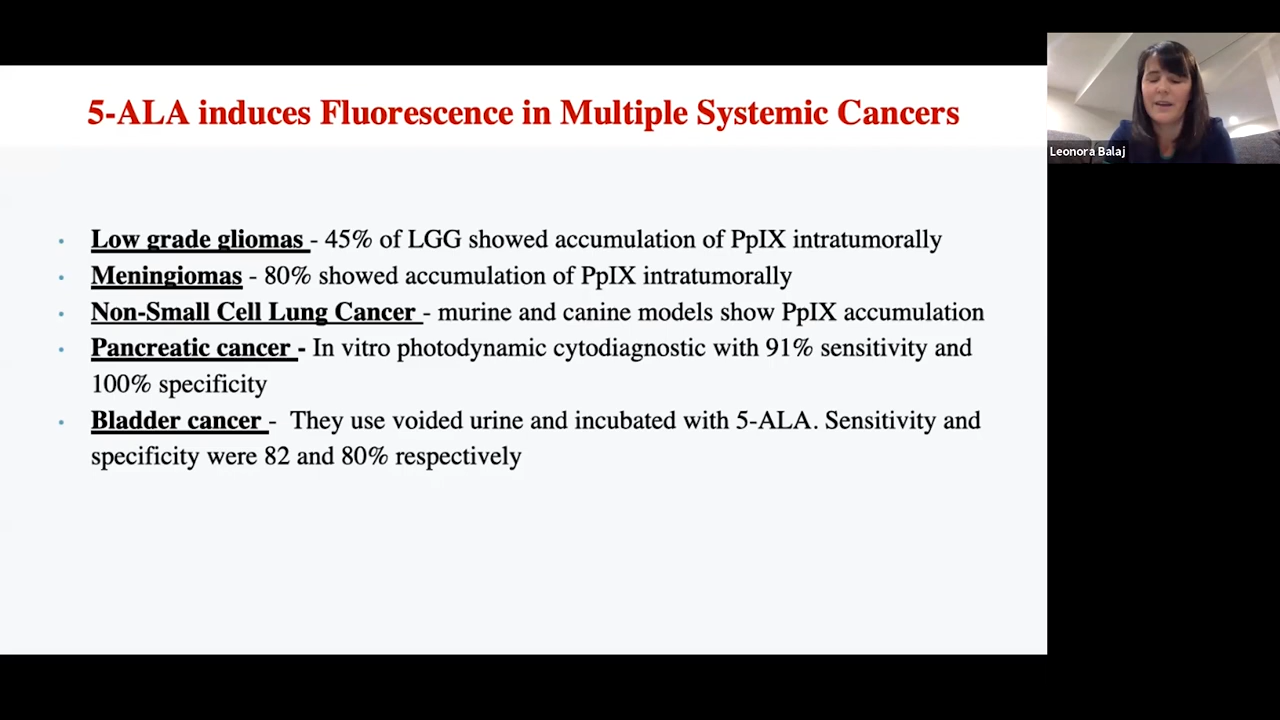 5-ALA induces Fluorescence in Multiple Systemic Cancers
Leonora Balaj
• Low grade gliomas - 45% of LGG showed accumulation of PpIX intratumorally
• Meningiomas - 80% showed accumulation of PpIX intratumorally
• Non-Small Cell Lung Cancer - murine and canine models show PpIX accumulation
• Pancreatic cancer - In vitro photodynamic cytodiagnostic with 91% sensitivity and
100% specificity
• Bladder cancer - They use voided urine and incubated with 5-ALA. Sensitivity and
specificity were 82 and 80% respectively